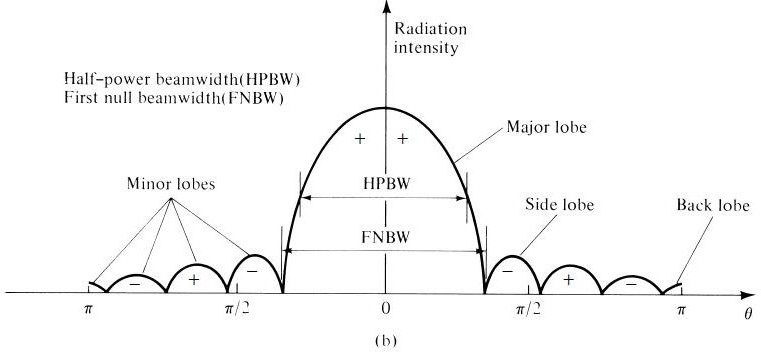 Radiation
intensity
Half-power beamwidth(HPBW)
First null beamwidth(FNBW)
+ +
Major lobe
Minor lobes
HPBW
Side lobe
Back lobe
FNBW
- + - - + -
π π/2 0 π/2 π θ
(b)